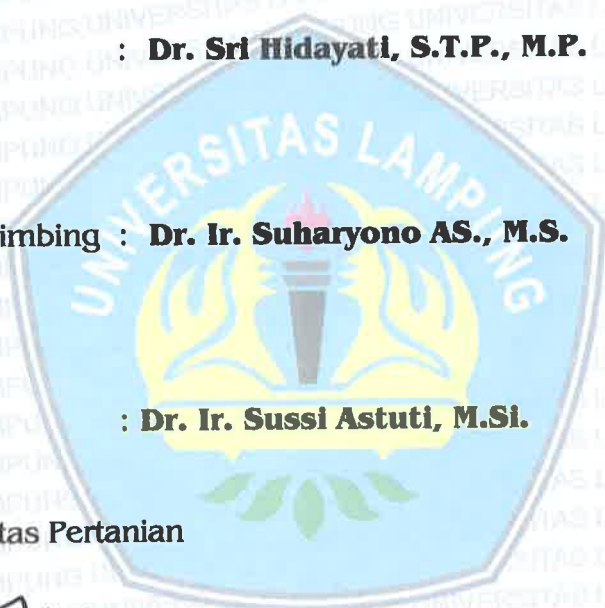 : Dr. Sri Hidayati, S.T.P., M.P.
UNIVERSITAS LAMPUNG
imbing : Dr. Ir. Suharyono AS., M.S.
: Dr. Ir. Sussi Astuti, M.Si.
tas Pertanian